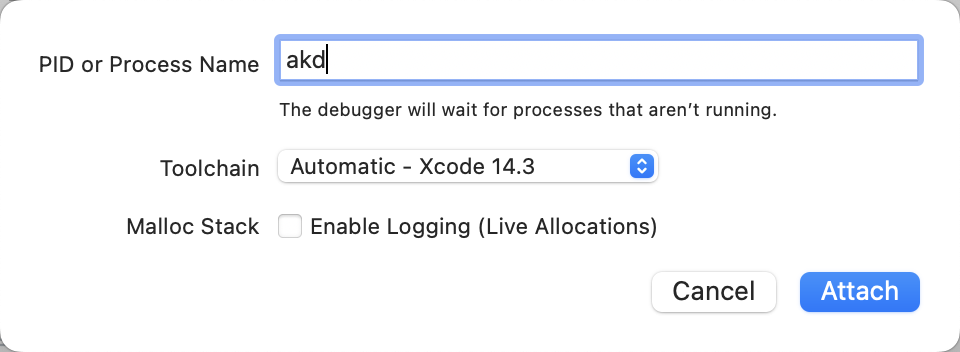 PID or Process Name akd
The debugger will wait for processes that aren't running.
Toolchain Automatic - Xcode 14.3
Malloc Stack Enable Logging (Live Allocations)
Cancel Attach